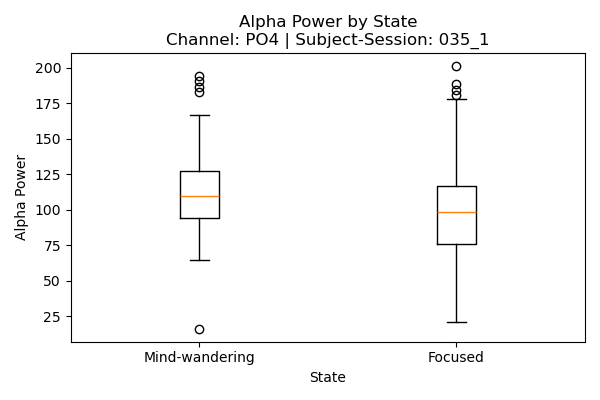 Alpha Power by State
Channel: PO4 | Subject-Session: 035_1
200
175
150
125
100
75
50
25
Alpha Power
Mind-wandering
Focused
State